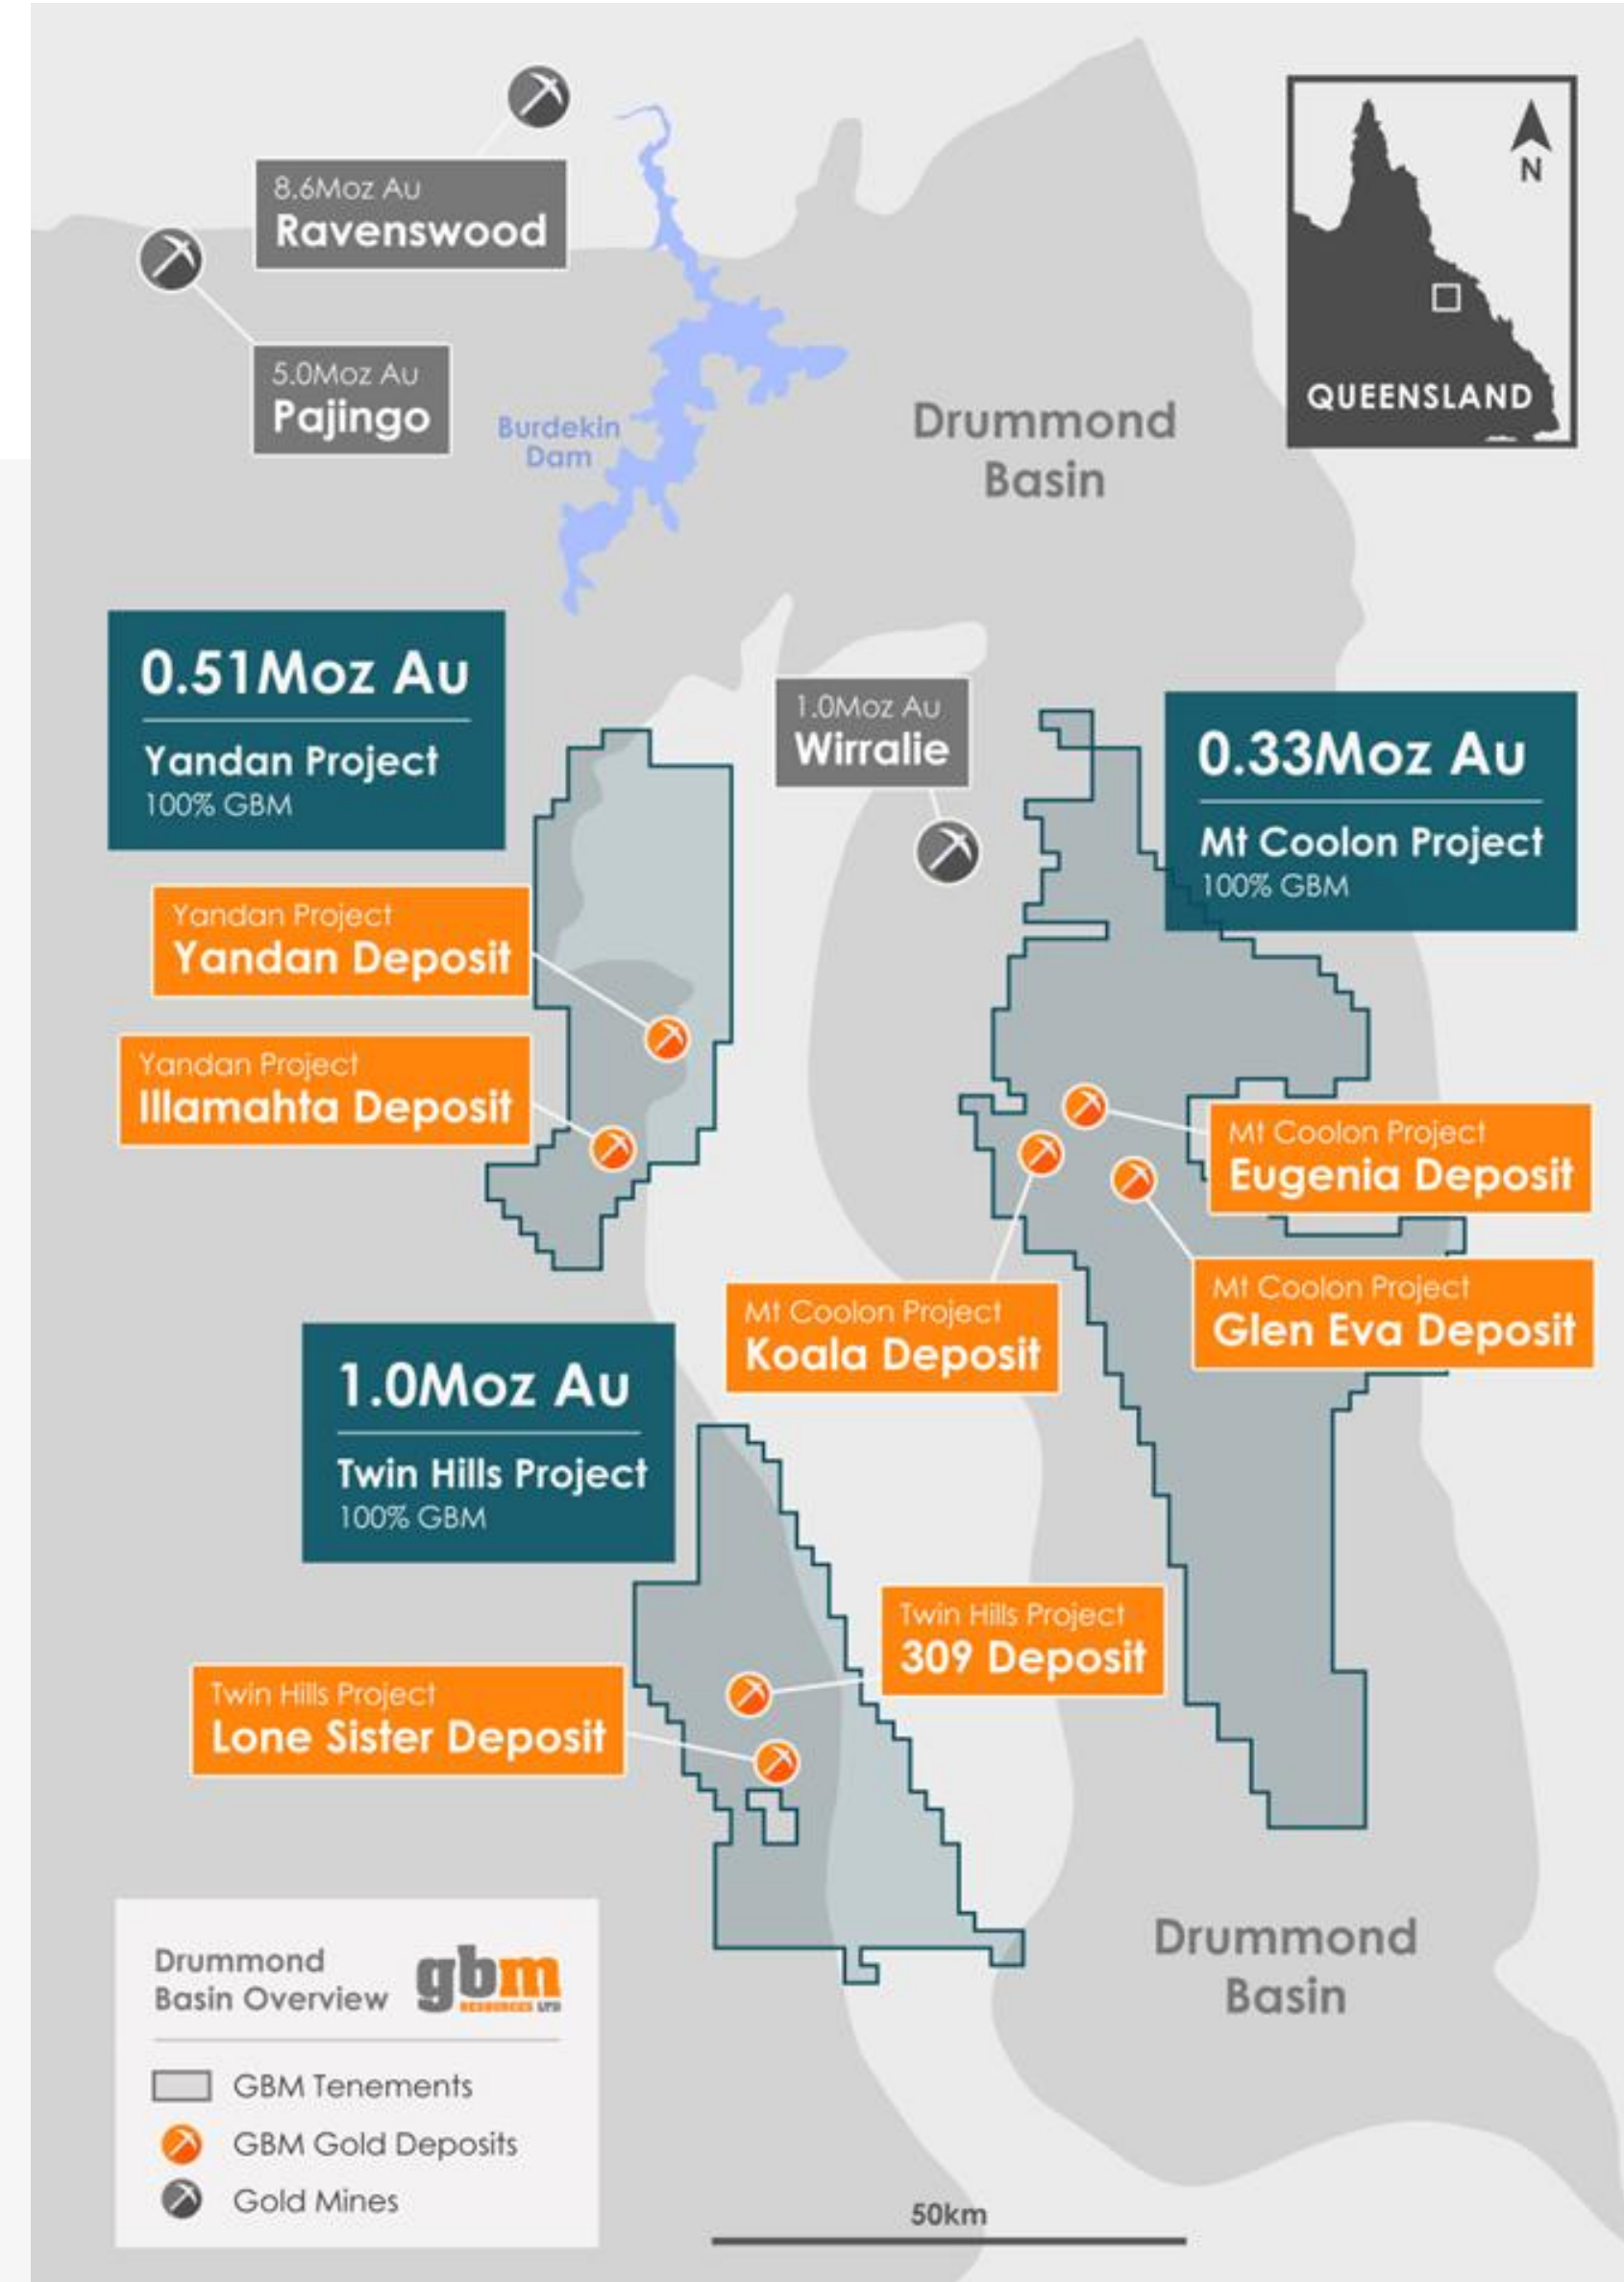 8.6Moz Au
Ravenswood
N
QUEENSLAND
5.0Moz Au
Pajingo
Burdekin
Dam
Drummond
Basin
0.51Moz Au
Yandan Project
100% GBM
1.0Moz Au
Wirralie
0.33Moz Au
Mt Coolon Project
100% GBM
Yandan Project
Yandan Deposit
Yandan Project
Illamahta Deposit
Mt Coolon Project
Eugenia Deposit
Mt Coolon Project
Koala Deposit
Mt Coolon Project
Glen Eva Deposit
1.0Moz Au
Twin Hills Project
100% GBM
Twin Hills Project
309 Deposit
Twin Hills Project
Lone Sister Deposit
Drummond
Basin
Drummond
Basin Overview
gbm
RESOURCES LTD
GBM Tenements
GBM Gold Deposits
Gold Mines
50km